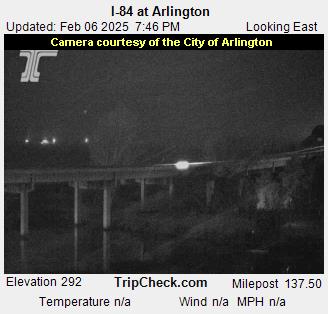 I-84 at Arlington
Updated: Feb 06 2025 7:46 PM Looking East
Camera courtesy of the City of Arlington
Elevation 292 TripCheck.com Milepost 137.50
Temperature n/a Wind n/a MPH n/a